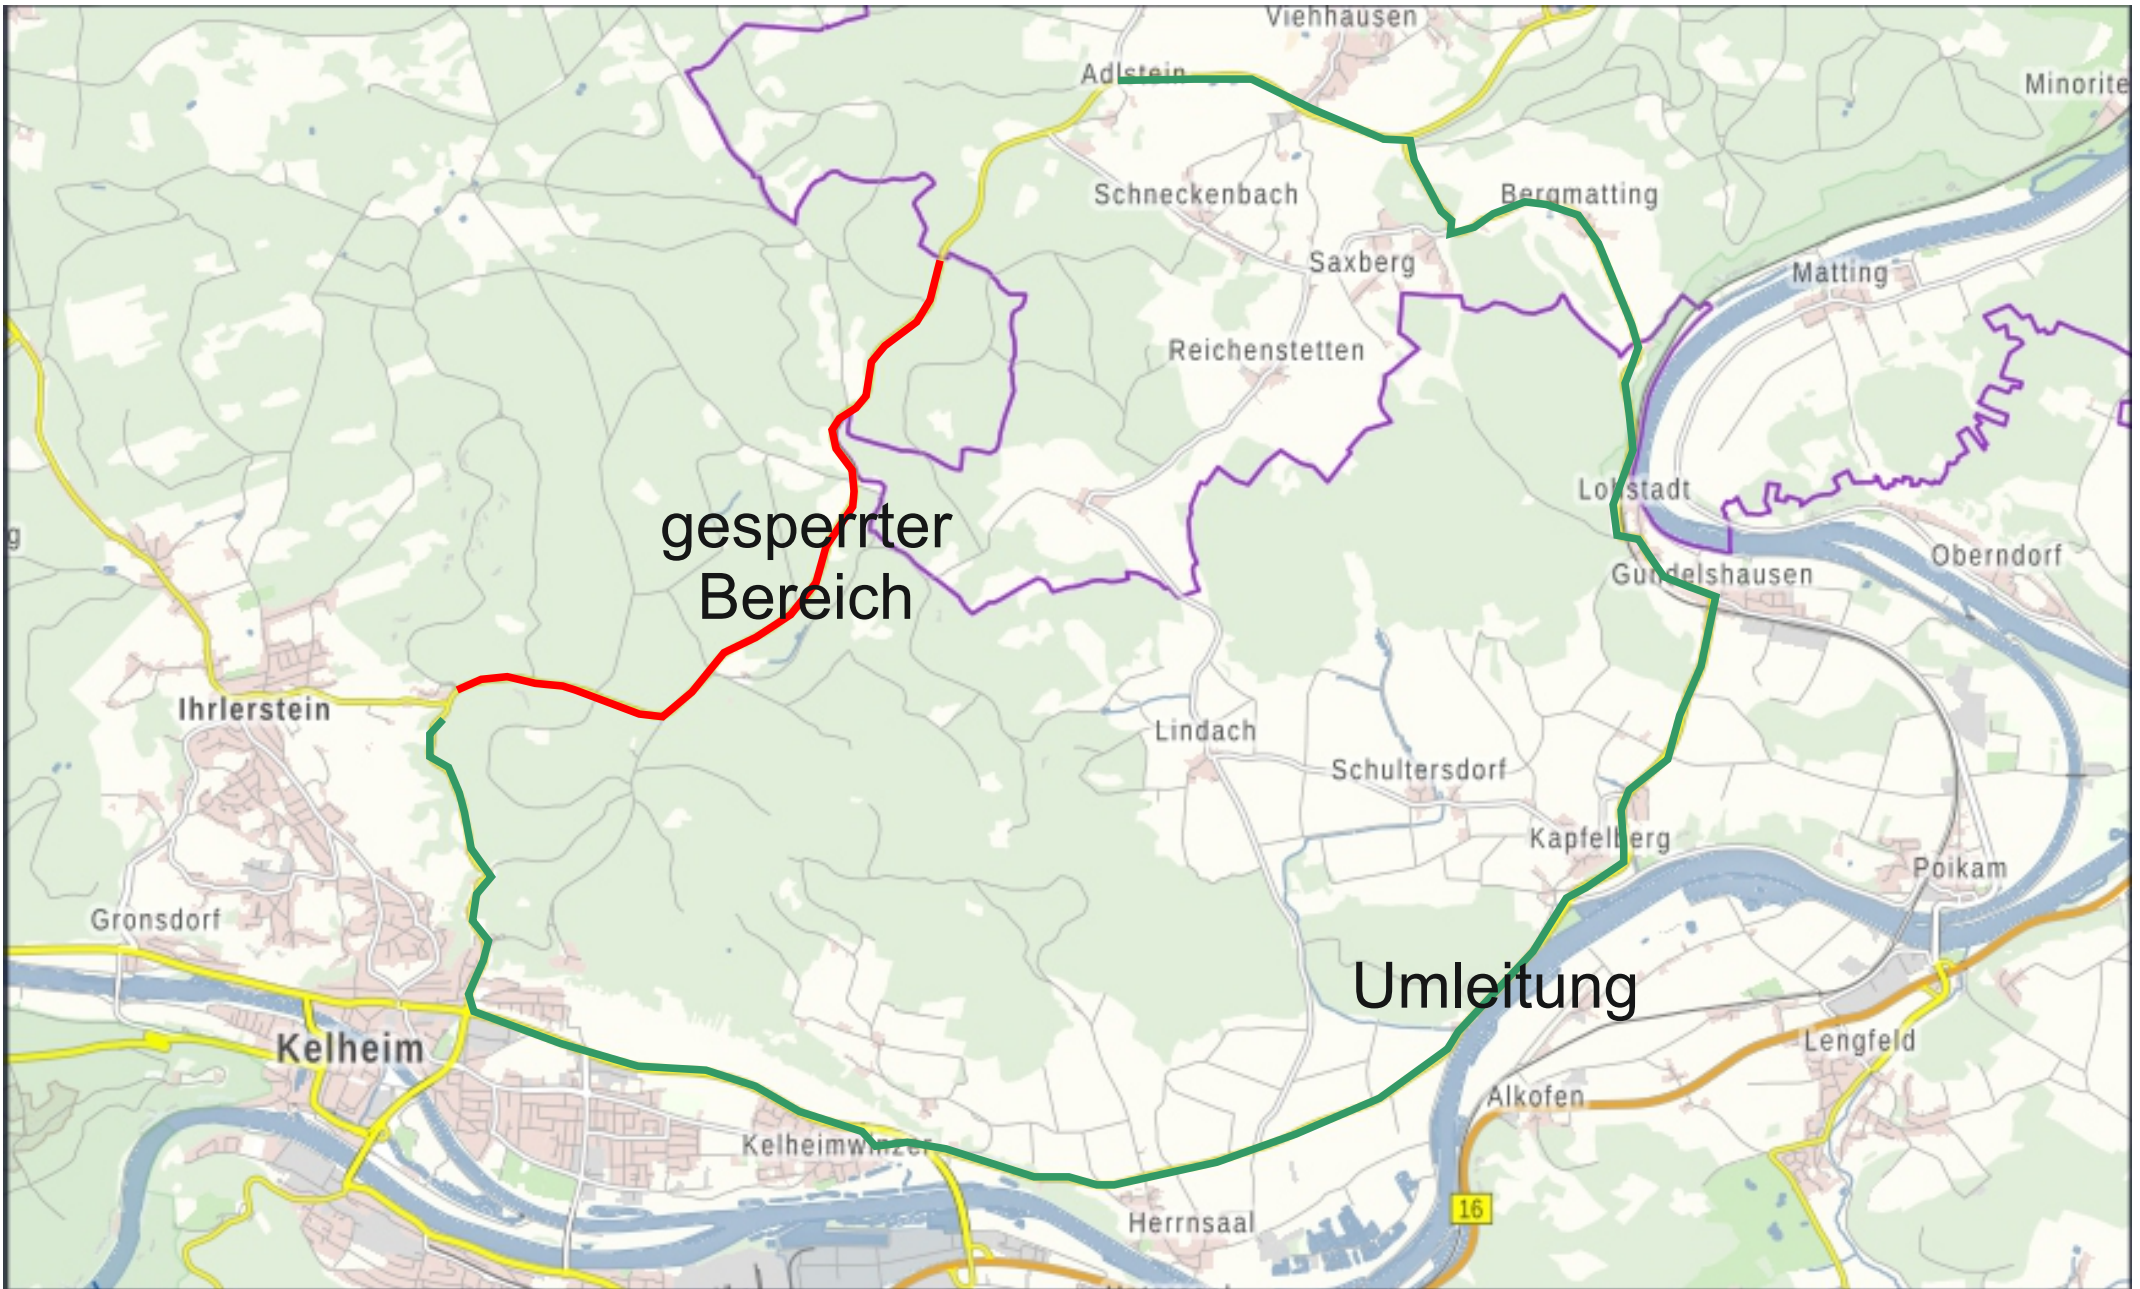 Viehhausen
Adlstein
Minorite
Schneckenbach
Bergmatting
Saxberg
Matting
Reichenstetten
Lohstadt
g
gesperrter
Bereich
Oberndorf
Gundelshausen
Ihrlerstein
Lindach
Schultersdorf
Kapfelberg
Poikam
Gronsdorf
Umleitung
Kelheim
Lengfeld
Alkofen
Kelheimwinzer
16
Herrnsaal